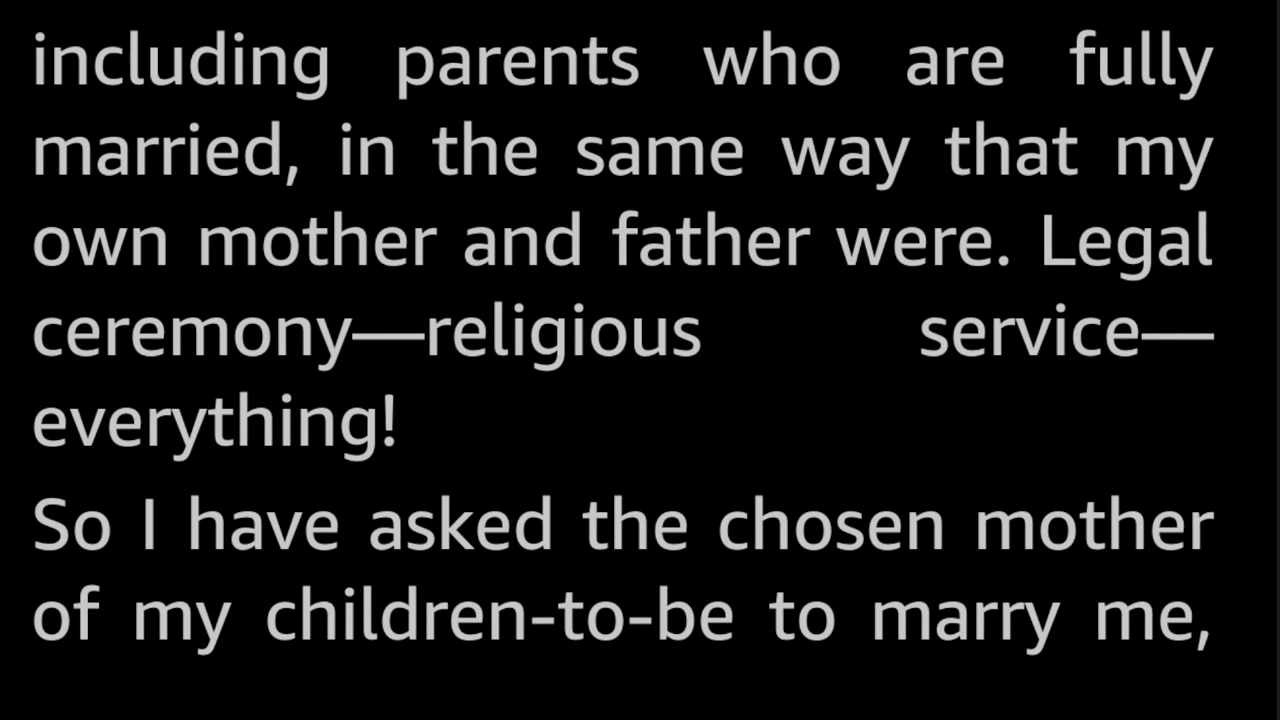 including parents who are fully
married, in the same way that my
own mother and father were. Legal
ceremony—religious service—
everything!
So I have asked the chosen mother
of my children-to-be to marry me,